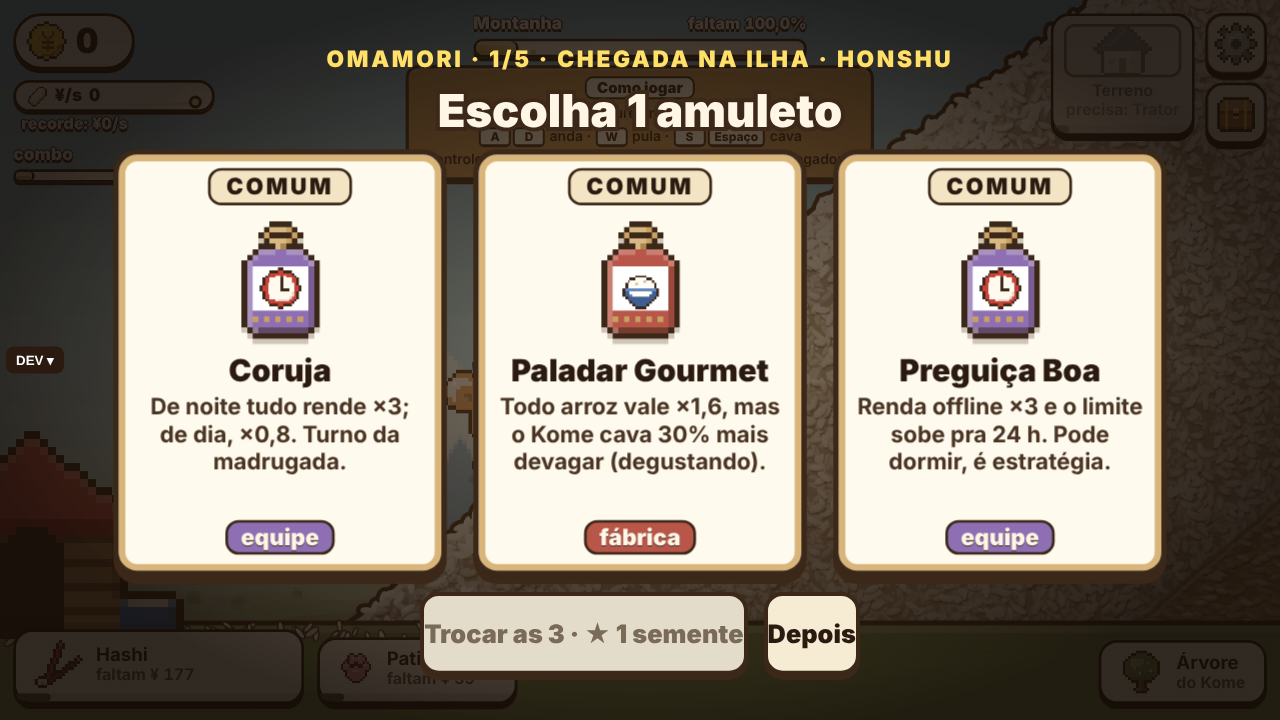 0
Montanha
faltam 100,0%
¥/s 0
recorde: ¥0/s
combo
OMAMORI · 1/5 · CHEGADA NA ILHA · HONSHU
Como jogar
Escolha 1 amuleto
A D anda · W pula · S Espaço cava
Terreno
precisa: Trator
COMUM
Coruja
De noite tudo rende ×3;
de dia, ×0,8. Turno da
madrugada.
equipe
COMUM
Paladar Gourmet
Todo arroz vale ×1,6, mas
o Kome cava 30% mais
devagar (degustando).
fábrica
COMUM
Preguiça Boa
Renda offline ×3 e o limite
sobe pra 24 h. Pode
dormir, é estratégia.
equipe
DEV ▾
Trocar as 3 · ★ 1 semente
Depois
Hashi
faltam ¥ 177
Árvore
do Kome